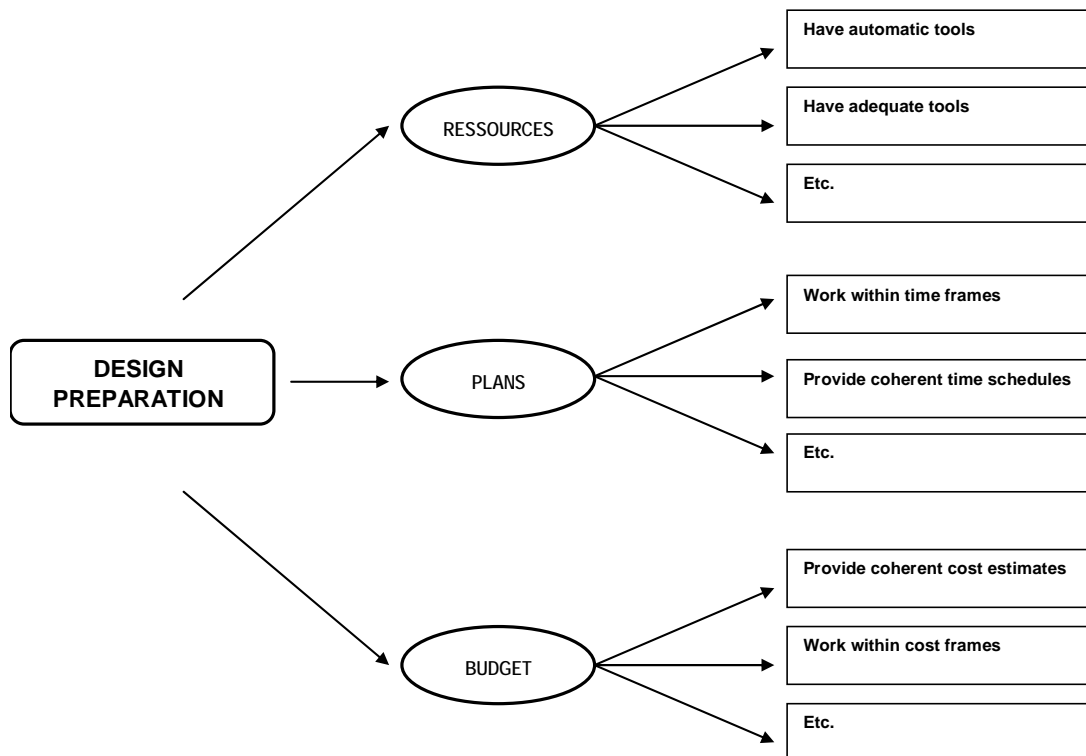 Have automatic tools
RESSOURCES
Have adequate tools
Etc.
Work within time frames
DESIGN
PREPARATION
PLANS
Provide coherent time schedules
Etc.
Provide coherent cost estimates
BUDGET
Work within cost frames
Etc.